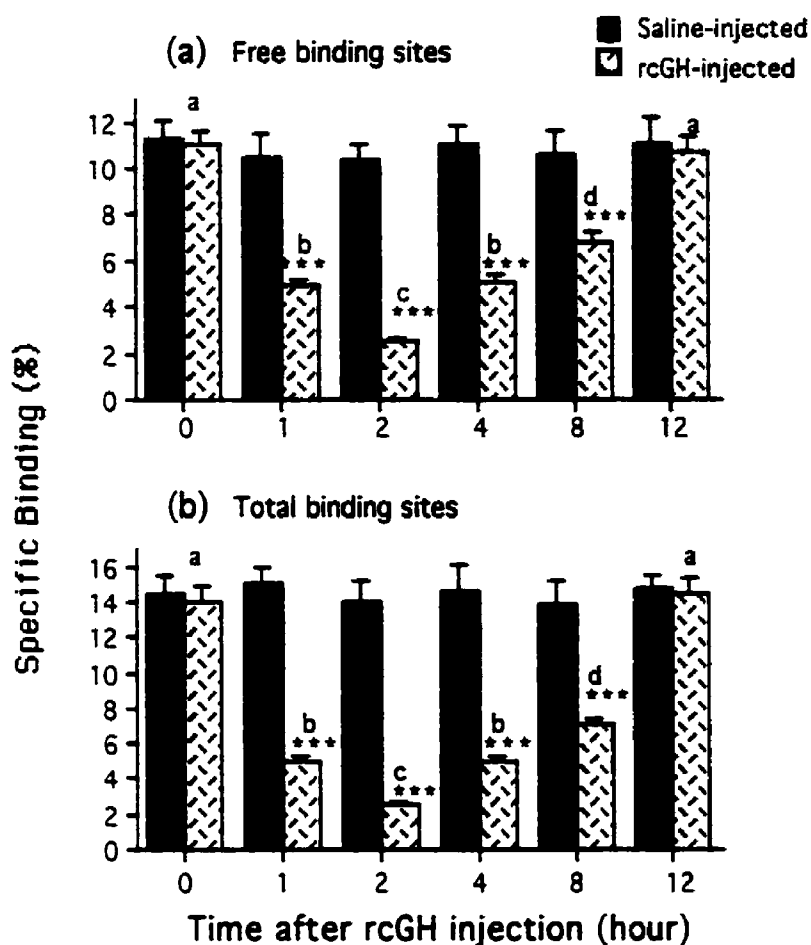 (a) Free binding sites
Saline-injected
rcGH-injected
12
10
8
6
4
2
0
a
b
***
c
***
b
***
d
***
a
0 1 2 4 8 12
Specific Binding (%)
(b) Total binding sites
16
14
12
10
8
6
4
2
0
a
b
***
c
***
b
***
d
***
a
0 1 2 4 8 12
Time after rcGH injection (hour)